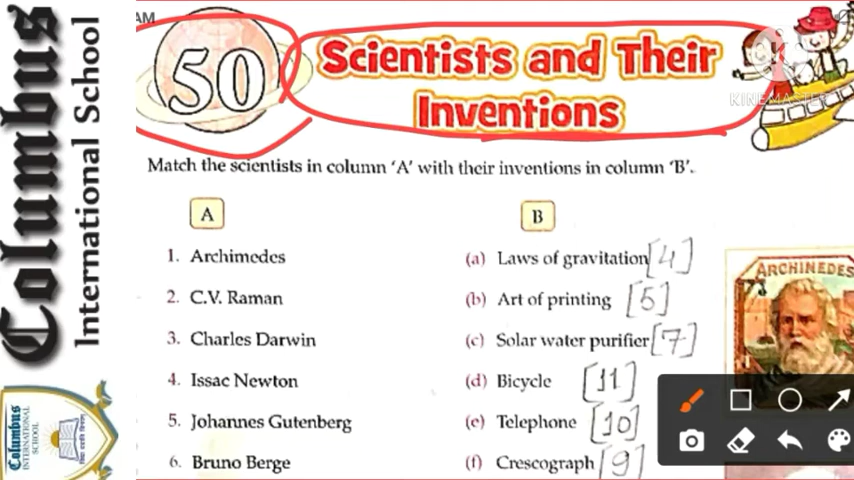 AM
Columbus
International School
50
Scientists and Their
Inventions
KINEMASTER
Match the scientists in column 'A' with their inventions in column 'B'.
A
B
1. Archimedes
(a) Laws of gravitation [4]
2. C.V. Raman
(b) Art of printing [5]
3. Charles Darwin
(c) Solar water purifier [7]
4. Issac Newton
(d) Bicycle [11]
5. Johannes Gutenberg
(e) Telephone [10]
6. Bruno Berge
(f) Crescograph [9]
ARCHINEDES
Columbus
INTERNATIONAL
SCHOOL